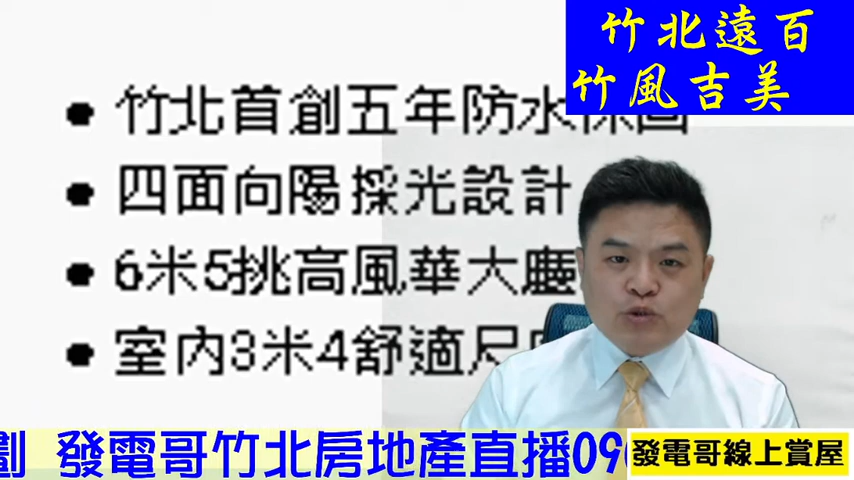 竹北遠百
竹風吉美
• 竹北首創五年防水保固
• 四面向陽採光設計
• 6米5挑高風華大廳
• 室內3米4舒適尺
劃 發電哥竹北房地產直播09
發電哥線上賞屋